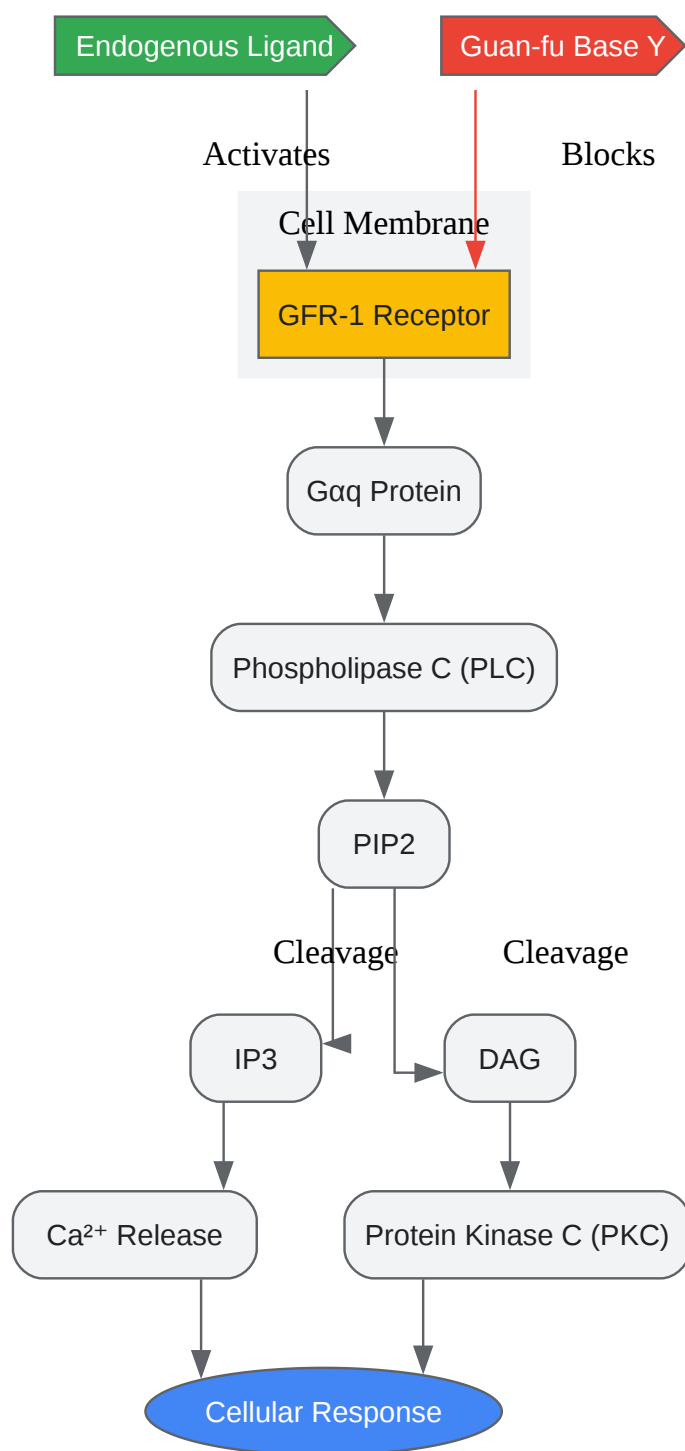 Endogenous Ligand
Guan-fu Base Y
Activates
Blocks
Cell Membrane
GFR-1 Receptor
Gαq Protein
Phospholipase C (PLC)
PIP2
Cleavage
Cleavage
IP3
DAG
Ca²⁺ Release
Protein Kinase C (PKC)
Cellular Response